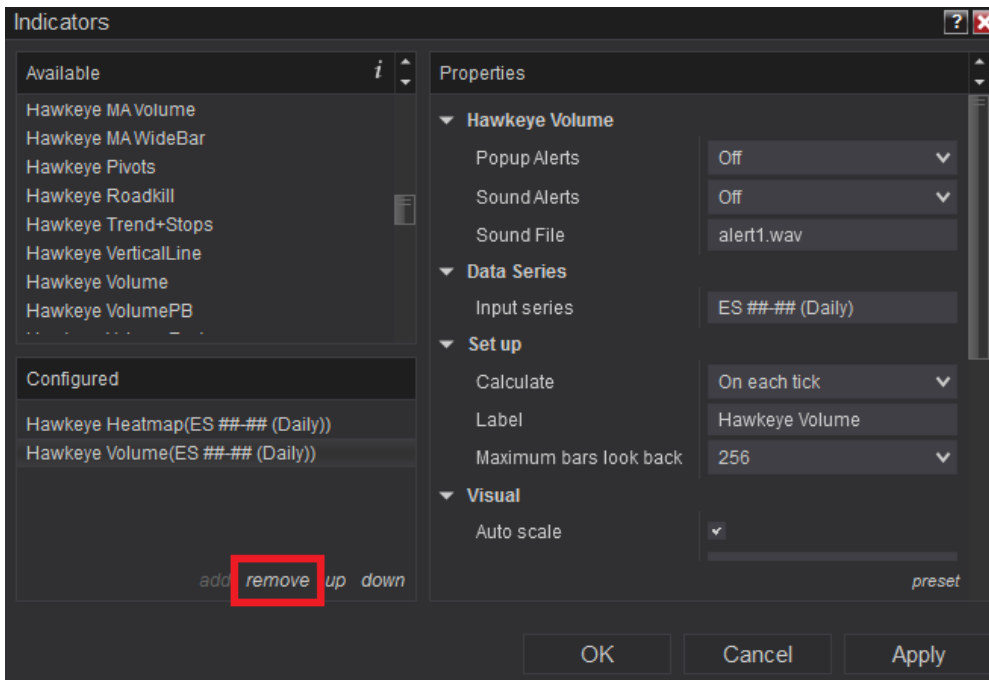 Indicators
?
Available
i
Hawkeye MA Volume
Hawkeye MA WideBar
Hawkeye Pivots
Hawkeye Roadkill
Hawkeye Trend+Stops
Hawkeye VerticalLine
Hawkeye Volume
Hawkeye VolumePB
Configured
Hawkeye Heatmap(ES ##-## (Daily))
Hawkeye Volume(ES ##-## (Daily))
add remove up down
Properties
Hawkeye Volume
Popup Alerts Off
Sound Alerts Off
Sound File alert1.wav
Data Series
Input series ES ##-## (Daily)
Set up
Calculate On each tick
Label Hawkeye Volume
Maximum bars look back 256
Visual
Auto scale
preset
OK Cancel Apply